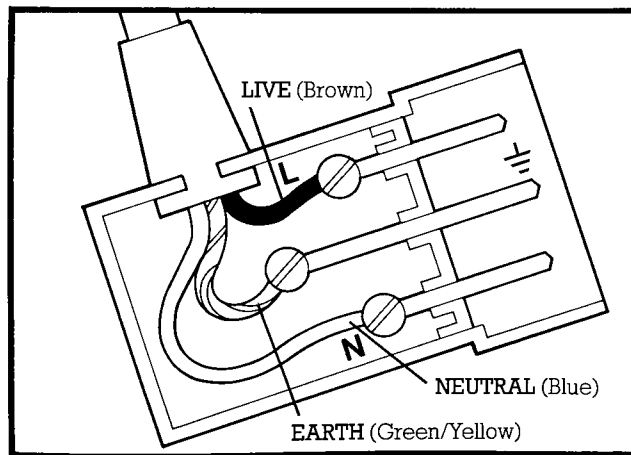 LIVE (Brown)
L
N
NEUTRAL (Blue)
EARTH (Green/Yellow)